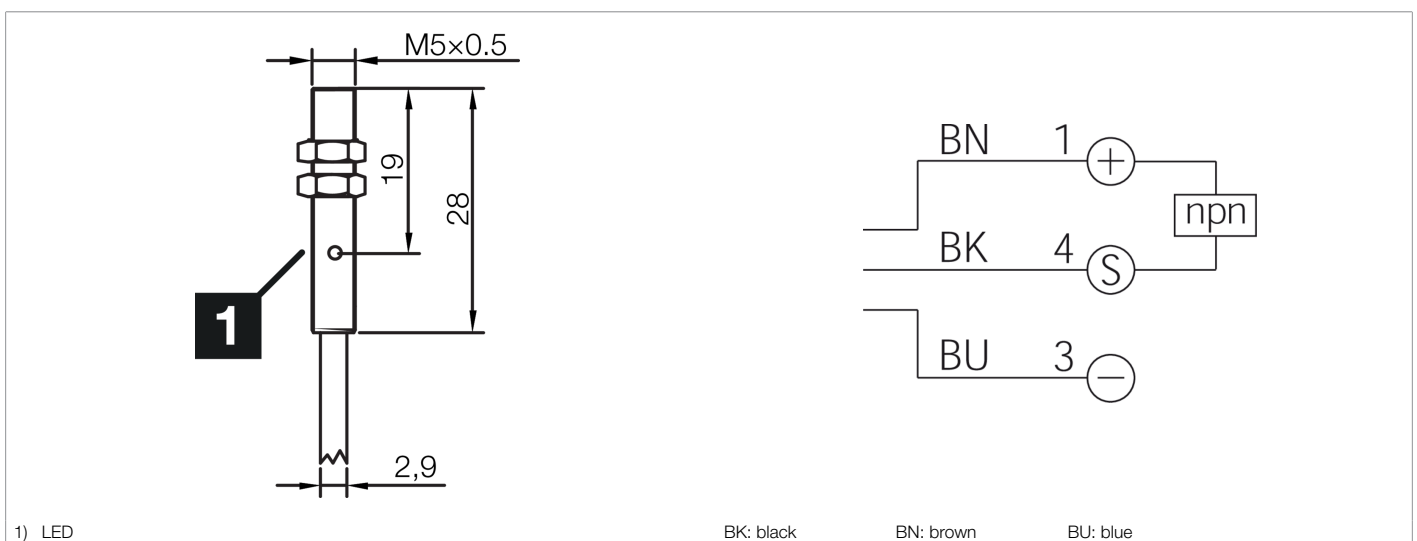 M5×0.5
19
28
1
2,9
BN 1 +
npn
BK 4 S
BU 3 −
1) LED
BK: black BN: brown BU: blue